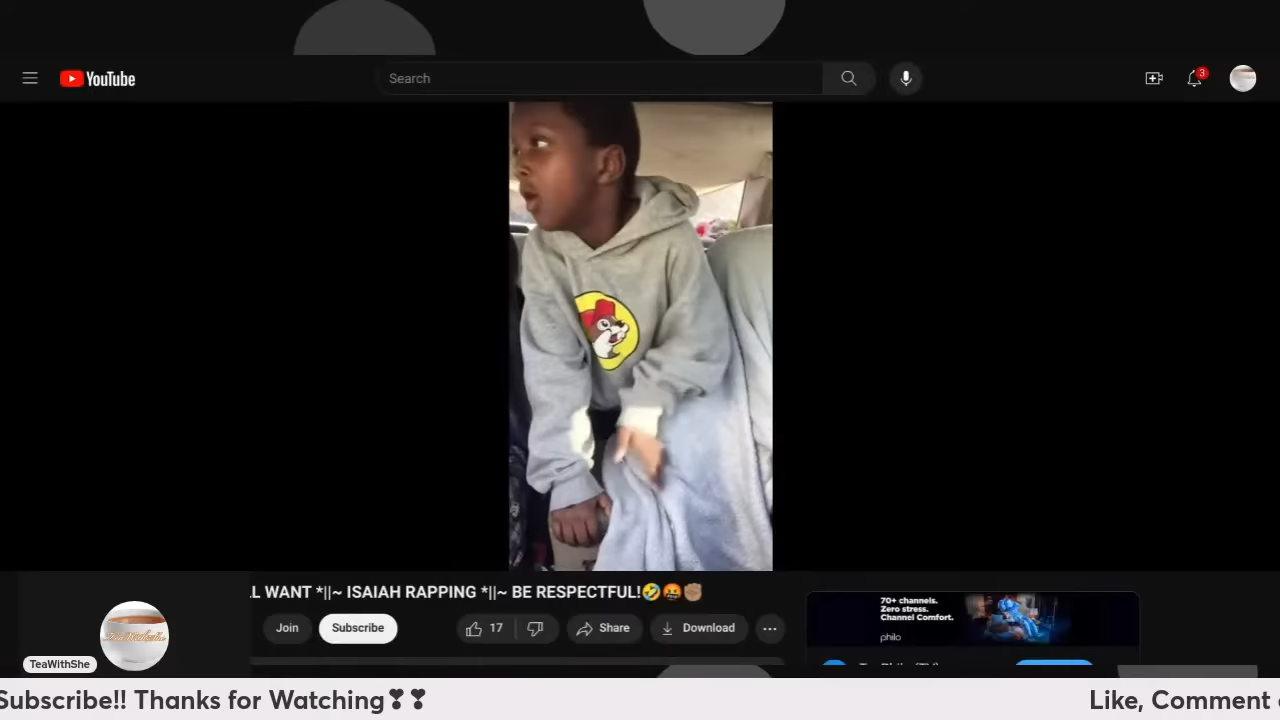 YouTube
Search
3
L WANT *||~ ISAIAH RAPPING *||~ BE RESPECTFUL!🤣🤬✊🏽
Join
Subscribe
17
Share
Download
70+ channels.
Zero stress.
Channel Comfort.
philo
TeaWithShe
Subscribe!! Thanks for Watching❣❣
Like, Comment